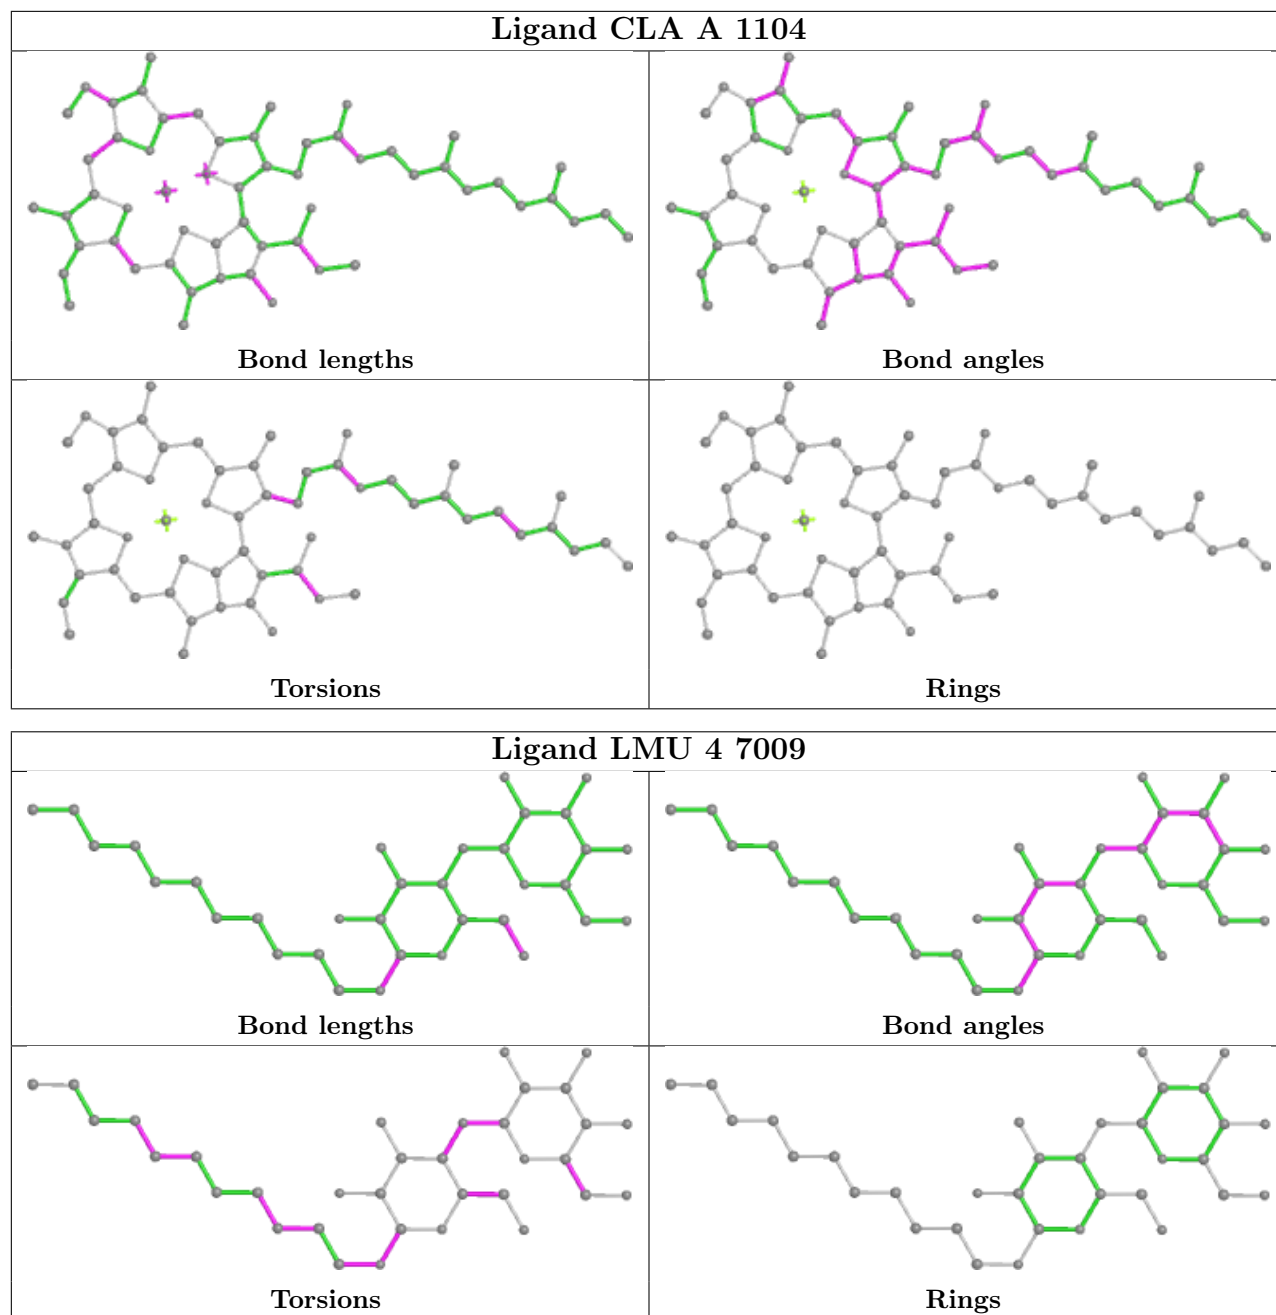 Ligand CLA A 1104
Bond lengths
Bond angles
Torsions
Rings
Ligand LMU 4 7009
Bond lengths
Bond angles
Torsions
Rings